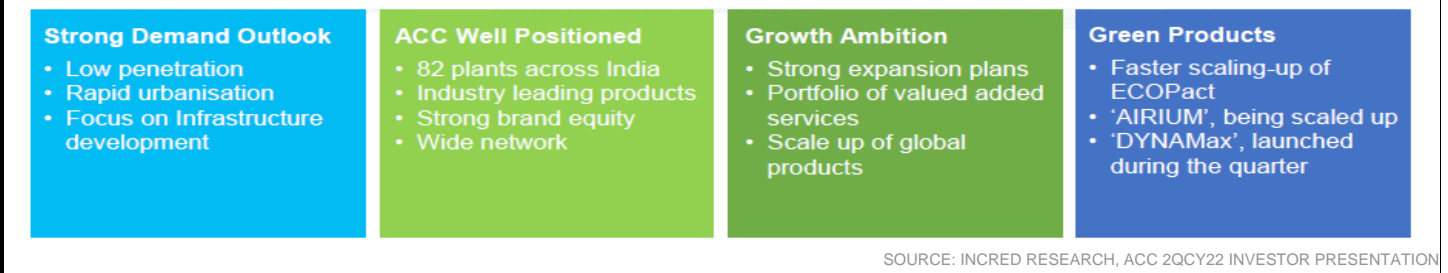 Strong Demand Outlook
• Low penetration
• Rapid urbanisation
• Focus on Infrastructure
development
ACC Well Positioned
• 82 plants across India
• Industry leading products
• Strong brand equity
• Wide network
Growth Ambition
• Strong expansion plans
• Portfolio of valued added
services
• Scale up of global
products
Green Products
• Faster scaling-up of
ECOPact
• ‘AIRIUM’, being scaled up
• ‘DYNAMax’, launched
during the quarter
SOURCE: INCRED RESEARCH, ACC 2QCY22 INVESTOR PRESENTATION